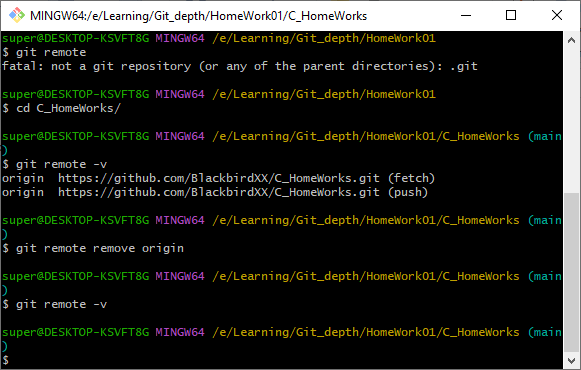 MINGW64:/e/Learning/Git_depth/HomeWork01/C_HomeWorks
super@DESKTOP-KSVFT8G MINGW64 /e/Learning/Git_depth/HomeWork01
$ git remote
fatal: not a git repository (or any of the parent directories): .git
super@DESKTOP-KSVFT8G MINGW64 /e/Learning/Git_depth/HomeWork01
$ cd C_HomeWorks/
super@DESKTOP-KSVFT8G MINGW64 /e/Learning/Git_depth/HomeWork01/C_HomeWorks (main
)
$ git remote -v
origin  https://github.com/BlackbirdXX/C_HomeWorks.git (fetch)
origin  https://github.com/BlackbirdXX/C_HomeWorks.git (push)
super@DESKTOP-KSVFT8G MINGW64 /e/Learning/Git_depth/HomeWork01/C_HomeWorks (main
)
$ git remote remove origin
super@DESKTOP-KSVFT8G MINGW64 /e/Learning/Git_depth/HomeWork01/C_HomeWorks (main
)
$ git remote -v
super@DESKTOP-KSVFT8G MINGW64 /e/Learning/Git_depth/HomeWork01/C_HomeWorks (main
)
$